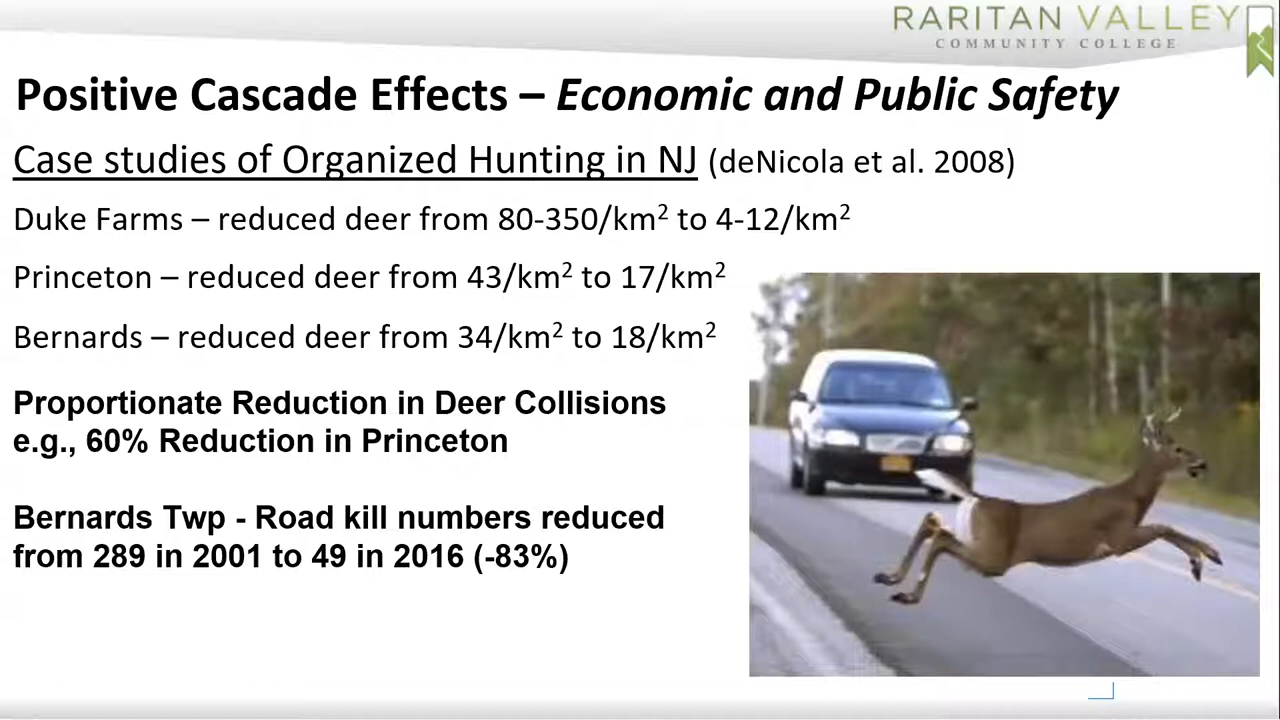 RARITAN VALLEY
COMMUNITY COLLEGE
Positive Cascade Effects – Economic and Public Safety
Case studies of Organized Hunting in NJ (deNicola et al. 2008)
Duke Farms – reduced deer from 80-350/km² to 4-12/km²
Princeton – reduced deer from 43/km² to 17/km²
Bernards – reduced deer from 34/km² to 18/km²
Proportionate Reduction in Deer Collisions
e.g., 60% Reduction in Princeton
Bernards Twp - Road kill numbers reduced
from 289 in 2001 to 49 in 2016 (-83%)